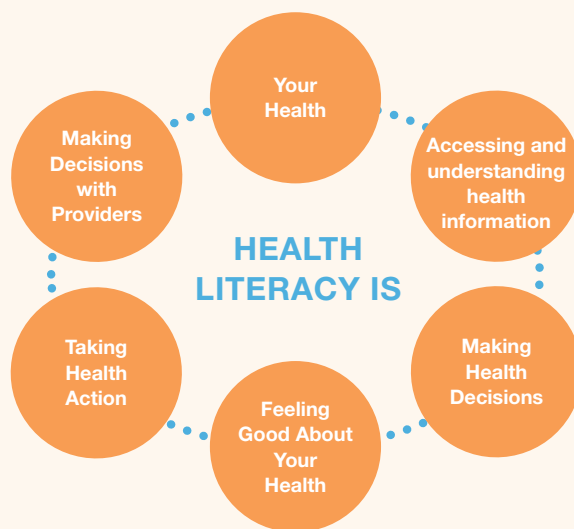 Your
Health
Accessing and
understanding
health
information
Making
Health
Decisions
Feeling
Good About
Your
Health
Taking
Health
Action
Making
Decisions
with
Providers
HEALTH
LITERACY IS